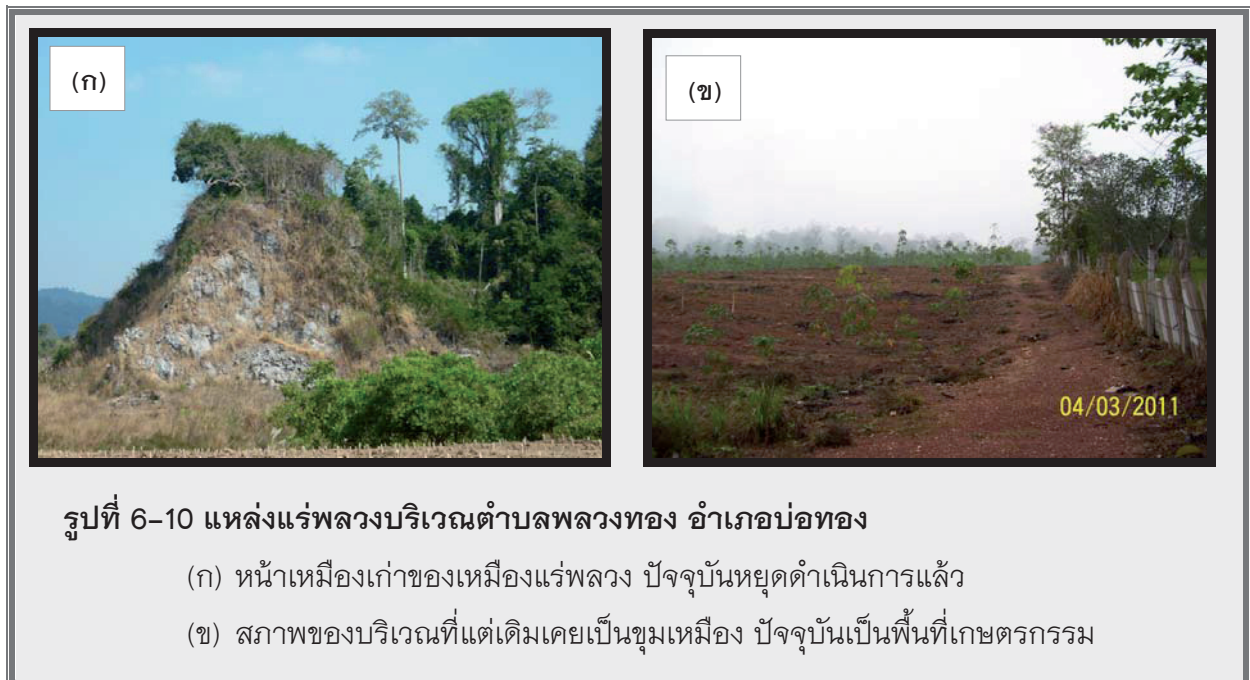 (ก)
(ข)
04/03/2011
รูปที่ 6-10 แหล่งแร่พลวงบริเวณตำบลพลวงทอง อำเภอบ่อทอง
(ก) หน้าเหมืองเก่าของเหมืองแร่พลวง ปัจจุบันหยุดดำเนินการแล้ว
(ข) สภาพของบริเวณที่แต่เดิมเคยเป็นขุมเหมือง ปัจจุบันเป็นพื้นที่เกษตรกรรม